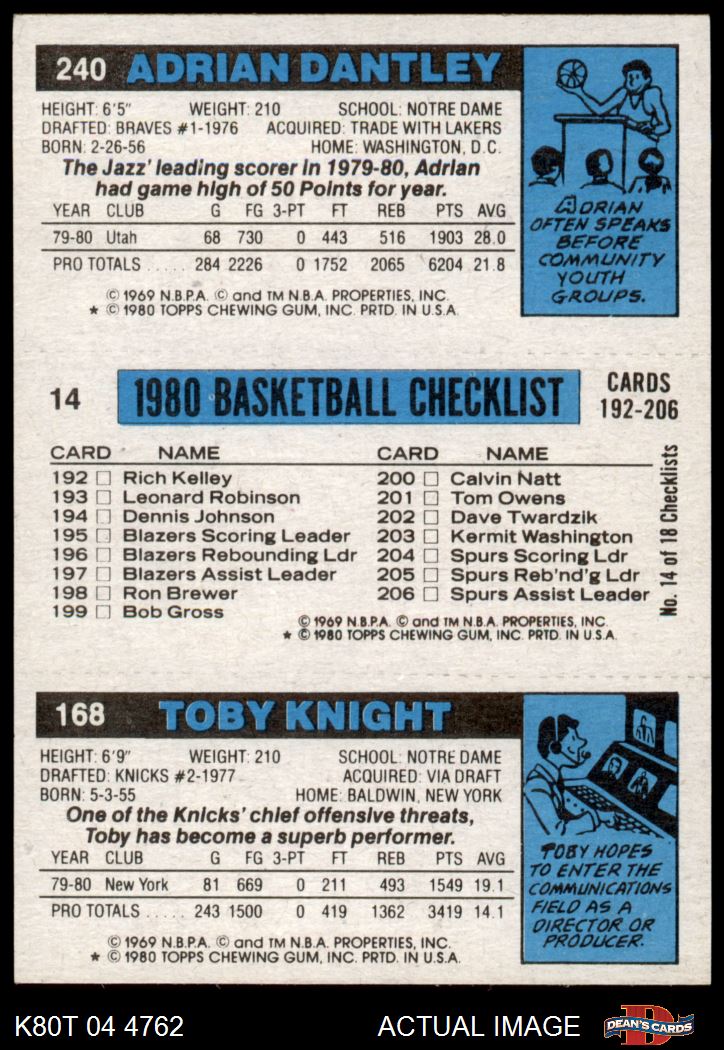 240 ADRIAN DANTLEY
HEIGHT: 6'5" WEIGHT: 210 SCHOOL: NOTRE DAME
DRAFTED: BRAVES #1-1976 ACQUIRED: TRADE WITH LAKERS
BORN: 2-26-56 HOME: WASHINGTON, D.C.
The Jazz' leading scorer in 1979-80, Adrian
had game high of 50 Points for year.
YEAR CLUB G FG 3-PT FT REB PTS AVG
79-80 Utah 68 730 0 443 516 1903 28.0
PRO TOTALS ..... 284 2226 0 1752 2065 6204 21.8
© 1969 N.B.P.A. © and TM N.B.A. PROPERTIES, INC.
* © 1980 TOPPS CHEWING GUM, INC. PRTD. IN U.S.A.
ADRIAN
OFTEN SPEAKS
BEFORE
COMMUNITY
YOUTH
GROUPS.
14 1980 BASKETBALL CHECKLIST CARDS
192-206
CARD NAME
192 □ Rich Kelley
193 □ Leonard Robinson
194 □ Dennis Johnson
195 □ Blazers Scoring Leader
196 □ Blazers Rebounding Ldr
197 □ Blazers Assist Leader
198 □ Ron Brewer
199 □ Bob Gross
CARD NAME
200 □ Calvin Natt
201 □ Tom Owens
202 □ Dave Twardzik
203 □ Kermit Washington
204 □ Spurs Scoring Ldr
205 □ Spurs Reb'nd'g Ldr
206 □ Spurs Assist Leader
© 1969 N.B.P.A. © and TM N.B.A. PROPERTIES, INC.
* © 1980 TOPPS CHEWING GUM, INC. PRTD. IN U.S.A.
No. 14 of 18 Checklists
168 TOBY KNIGHT
HEIGHT: 6'9" WEIGHT: 210 SCHOOL: NOTRE DAME
DRAFTED: KNICKS #2-1977 ACQUIRED: VIA DRAFT
BORN: 5-3-55 HOME: BALDWIN, NEW YORK
One of the Knicks' chief offensive threats,
Toby has become a superb performer.
YEAR CLUB G FG 3-PT FT REB PTS AVG
79-80 New York 81 669 0 211 493 1549 19.1
PRO TOTALS ..... 243 1500 0 419 1362 3419 14.1
© 1969 N.B.P.A. © and TM N.B.A. PROPERTIES, INC.
* © 1980 TOPPS CHEWING GUM, INC. PRTD. IN U.S.A.
TOBY HOPES
TO ENTER THE
COMMUNICATIONS
FIELD AS A
DIRECTOR OR
PRODUCER.
K80T 04 4762 ACTUAL IMAGE D DEAN'S CARDS